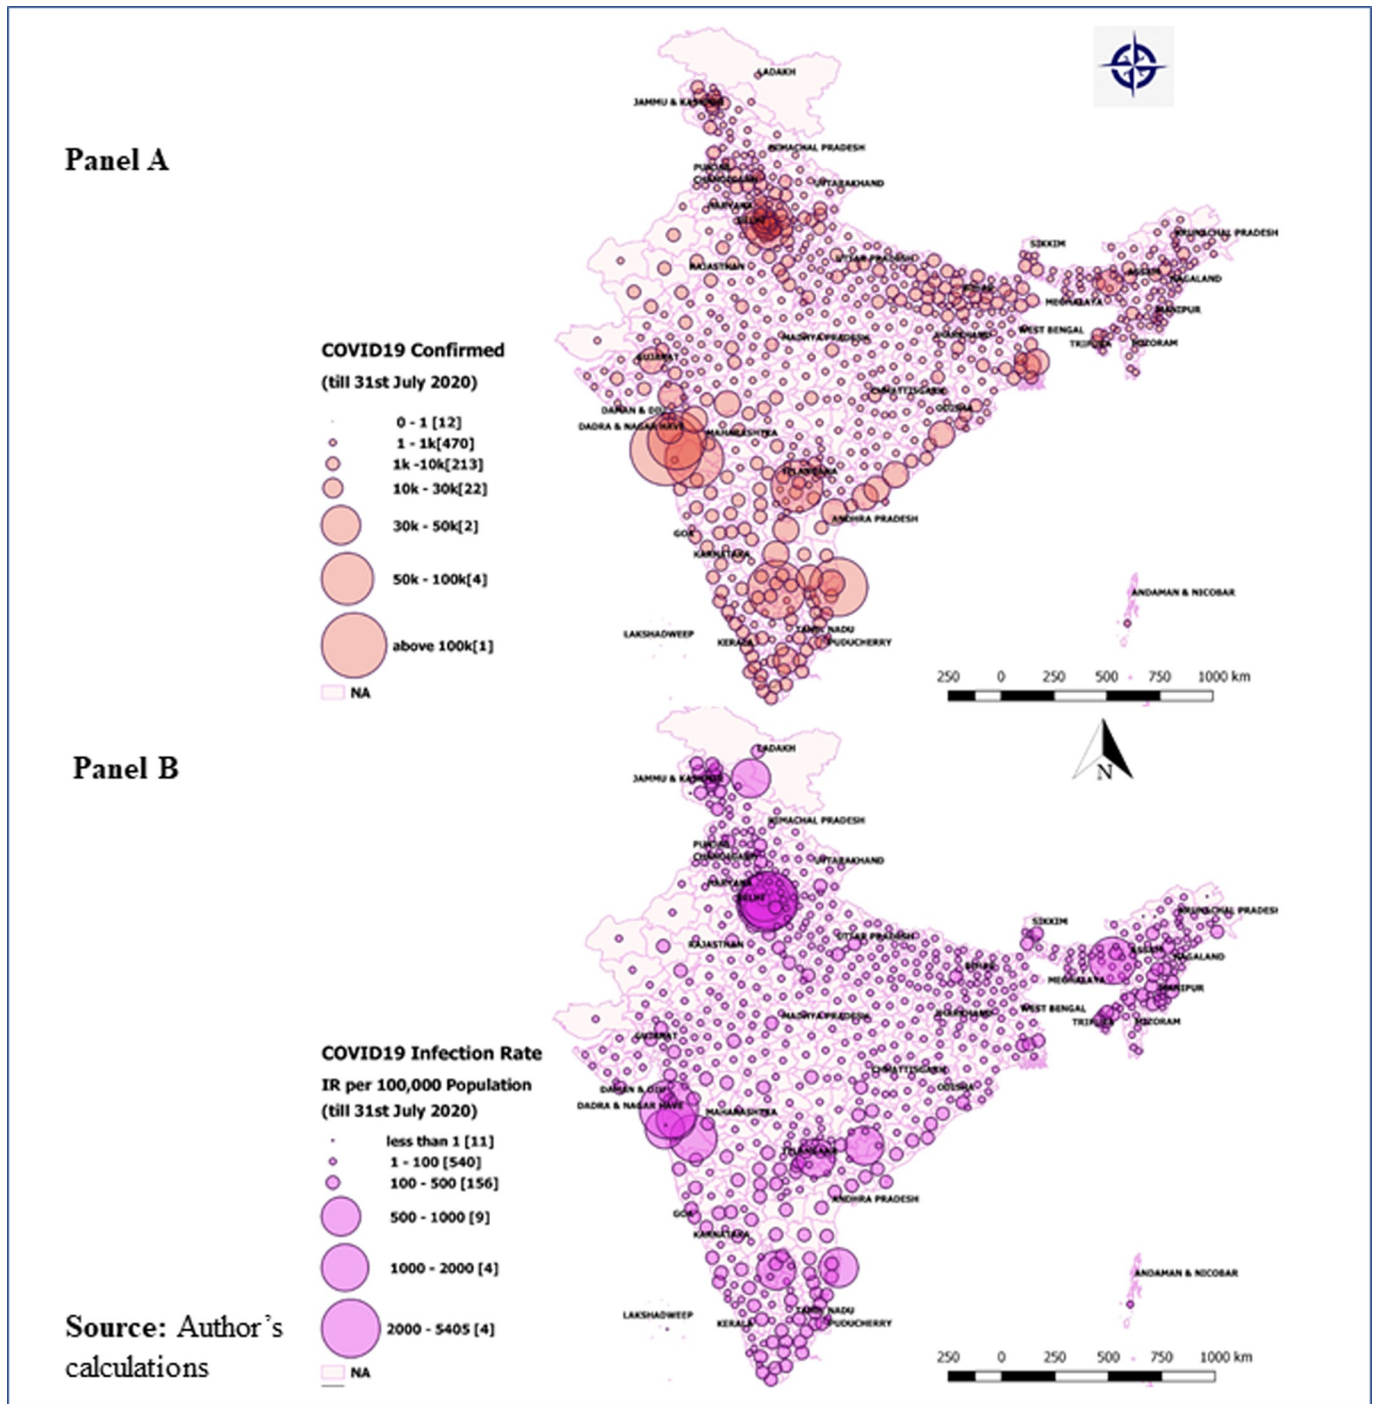 Panel A
LADAKH
JAMMU & KASHMIR
HIMACHAL PRADESH
PUNJAB
CHANDIGARH
UTTARAKHAND
HARYANA
DELHI
SIKKIM
ARUNACHAL PRADESH
UTTAR PRADESH
RAJASTHAN
ASSAM
NAGALAND
BIHAR
MEGHALAYA
MANIPUR
WEST BENGAL
JHARKHAND
MADHYA PRADESH
TRIPURA
MIZORAM
GUJARAT
CHHATTISGARH
ODISHA
DAMAN & DIU
DADRA & NAGAR HAVE
MAHARASHTRA
TELANGANA
ANDHRA PRADESH
GOA
KARNATAKA
ANDAMAN & NICOBAR
LAKSHADWEEP
TAMIL NADU
KERALA
PUDUCHERRY
COVID19 Confirmed
(till 31st July 2020)
0 - 1 [12]
1 - 1k[470]
1k -10k[213]
10k - 30k[22]
30k - 50k[2]
50k - 100k[4]
above 100k[1]
NA
250 0 250 500 750 1000 km
N
Panel B
LADAKH
JAMMU & KASHMIR
HIMACHAL PRADESH
PUNJAB
CHANDIGARH
UTTARAKHAND
HARYANA
DELHI
SIKKIM
ARUNACHAL PRADESH
UTTAR PRADESH
RAJASTHAN
ASSAM
NAGALAND
BIHAR
MEGHALAYA
MANIPUR
WEST BENGAL
JHARKHAND
MADHYA PRADESH
TRIPURA
MIZORAM
GUJARAT
CHHATTISGARH
ODISHA
DAMAN & DIU
DADRA & NAGAR HAVE
MAHARASHTRA
TELANGANA
ANDHRA PRADESH
GOA
KARNATAKA
ANDAMAN & NICOBAR
LAKSHADWEEP
TAMIL NADU
KERALA
PUDUCHERRY
COVID19 Infection Rate
IR per 100,000 Population
(till 31st July 2020)
less than 1 [11]
1 - 100 [540]
100 - 500 [156]
500 - 1000 [9]
1000 - 2000 [4]
2000 - 5405 [4]
NA
250 0 250 500 750 1000 km
Source: Author's
calculations